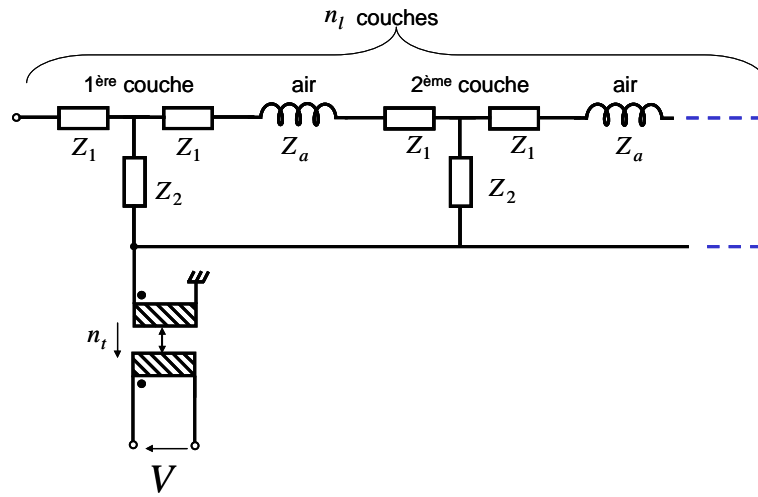 n_l couches
1ère couche
air
2ème couche
air
Z_1
Z_1
Z_a
Z_1
Z_1
Z_a
Z_2
Z_2
n_t
V